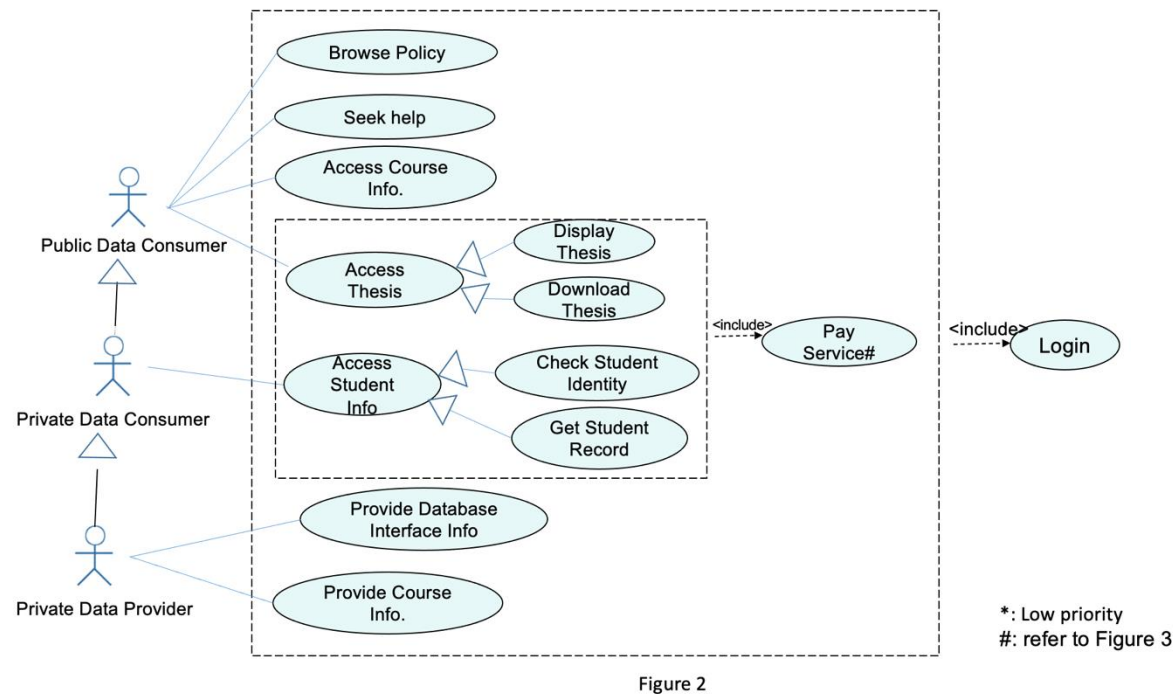 Browse Policy
Seek help
Access Course
Info.
Public Data Consumer
Display
Thesis
Access
Thesis
Download
Thesis
<include>
Pay
Service#
<include>
Login
Access
Student
Info
Check Student
Identity
Private Data Consumer
Get Student
Record
Provide Database
Interface Info
Private Data Provider
Provide Course
Info.
*: Low priority
#: refer to Figure 3
Figure 2